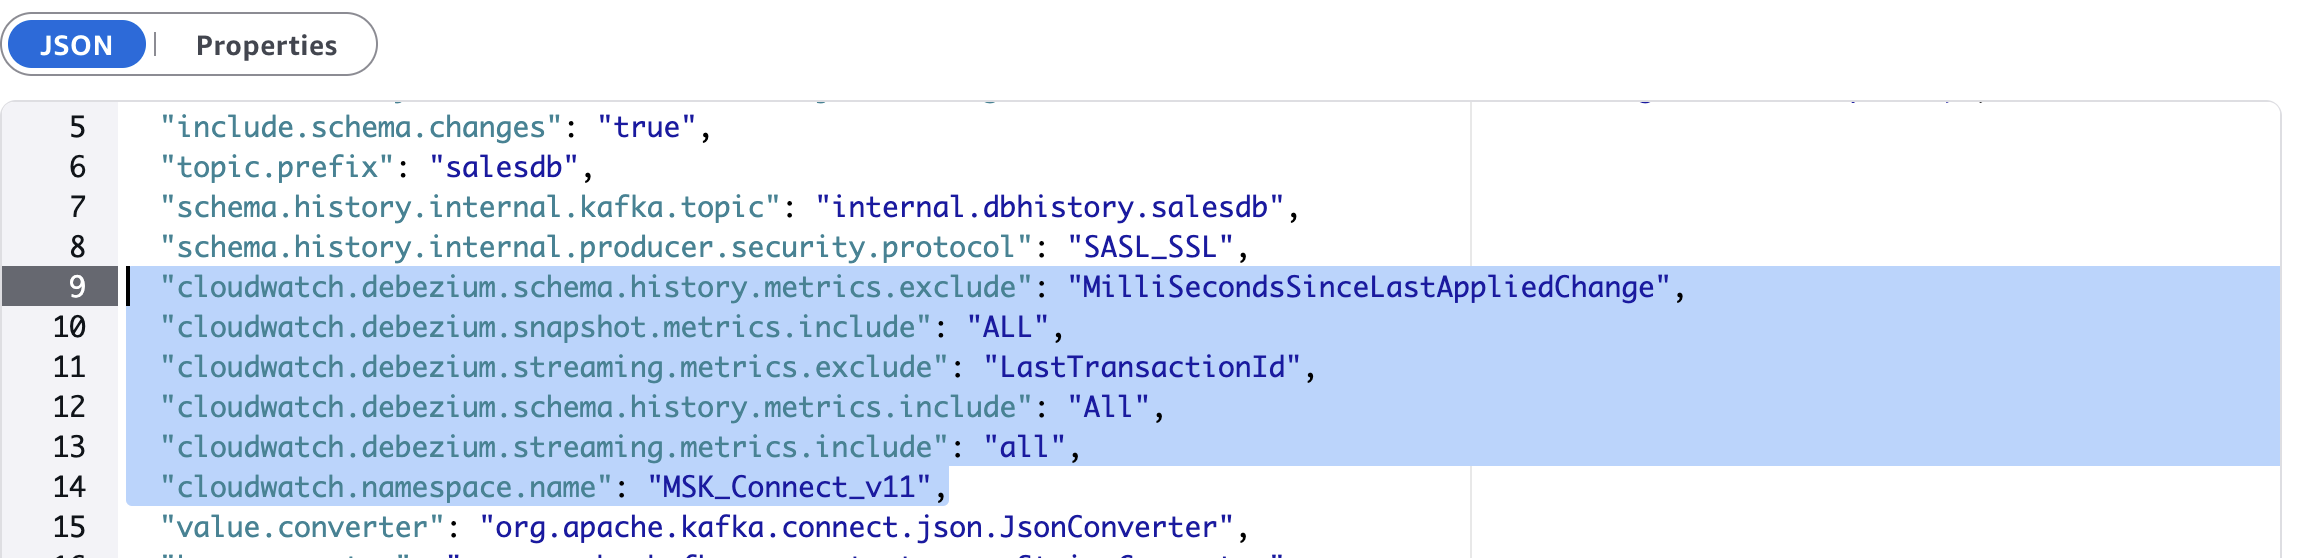 JSON | Properties
5 "include.schema.changes": "true",
6 "topic.prefix": "salesdb",
7 "schema.history.internal.kafka.topic": "internal.dbhistory.salesdb",
8 "schema.history.internal.producer.security.protocol": "SASL_SSL",
9 "cloudwatch.debezium.schema.history.metrics.exclude": "MilliSecondsSinceLastAppliedChange",
10 "cloudwatch.debezium.snapshot.metrics.include": "ALL",
11 "cloudwatch.debezium.streaming.metrics.exclude": "LastTransactionId",
12 "cloudwatch.debezium.schema.history.metrics.include": "All",
13 "cloudwatch.debezium.streaming.metrics.include": "all",
14 "cloudwatch.namespace.name": "MSK_Connect_v11",
15 "value.converter": "org.apache.kafka.connect.json.JsonConverter",